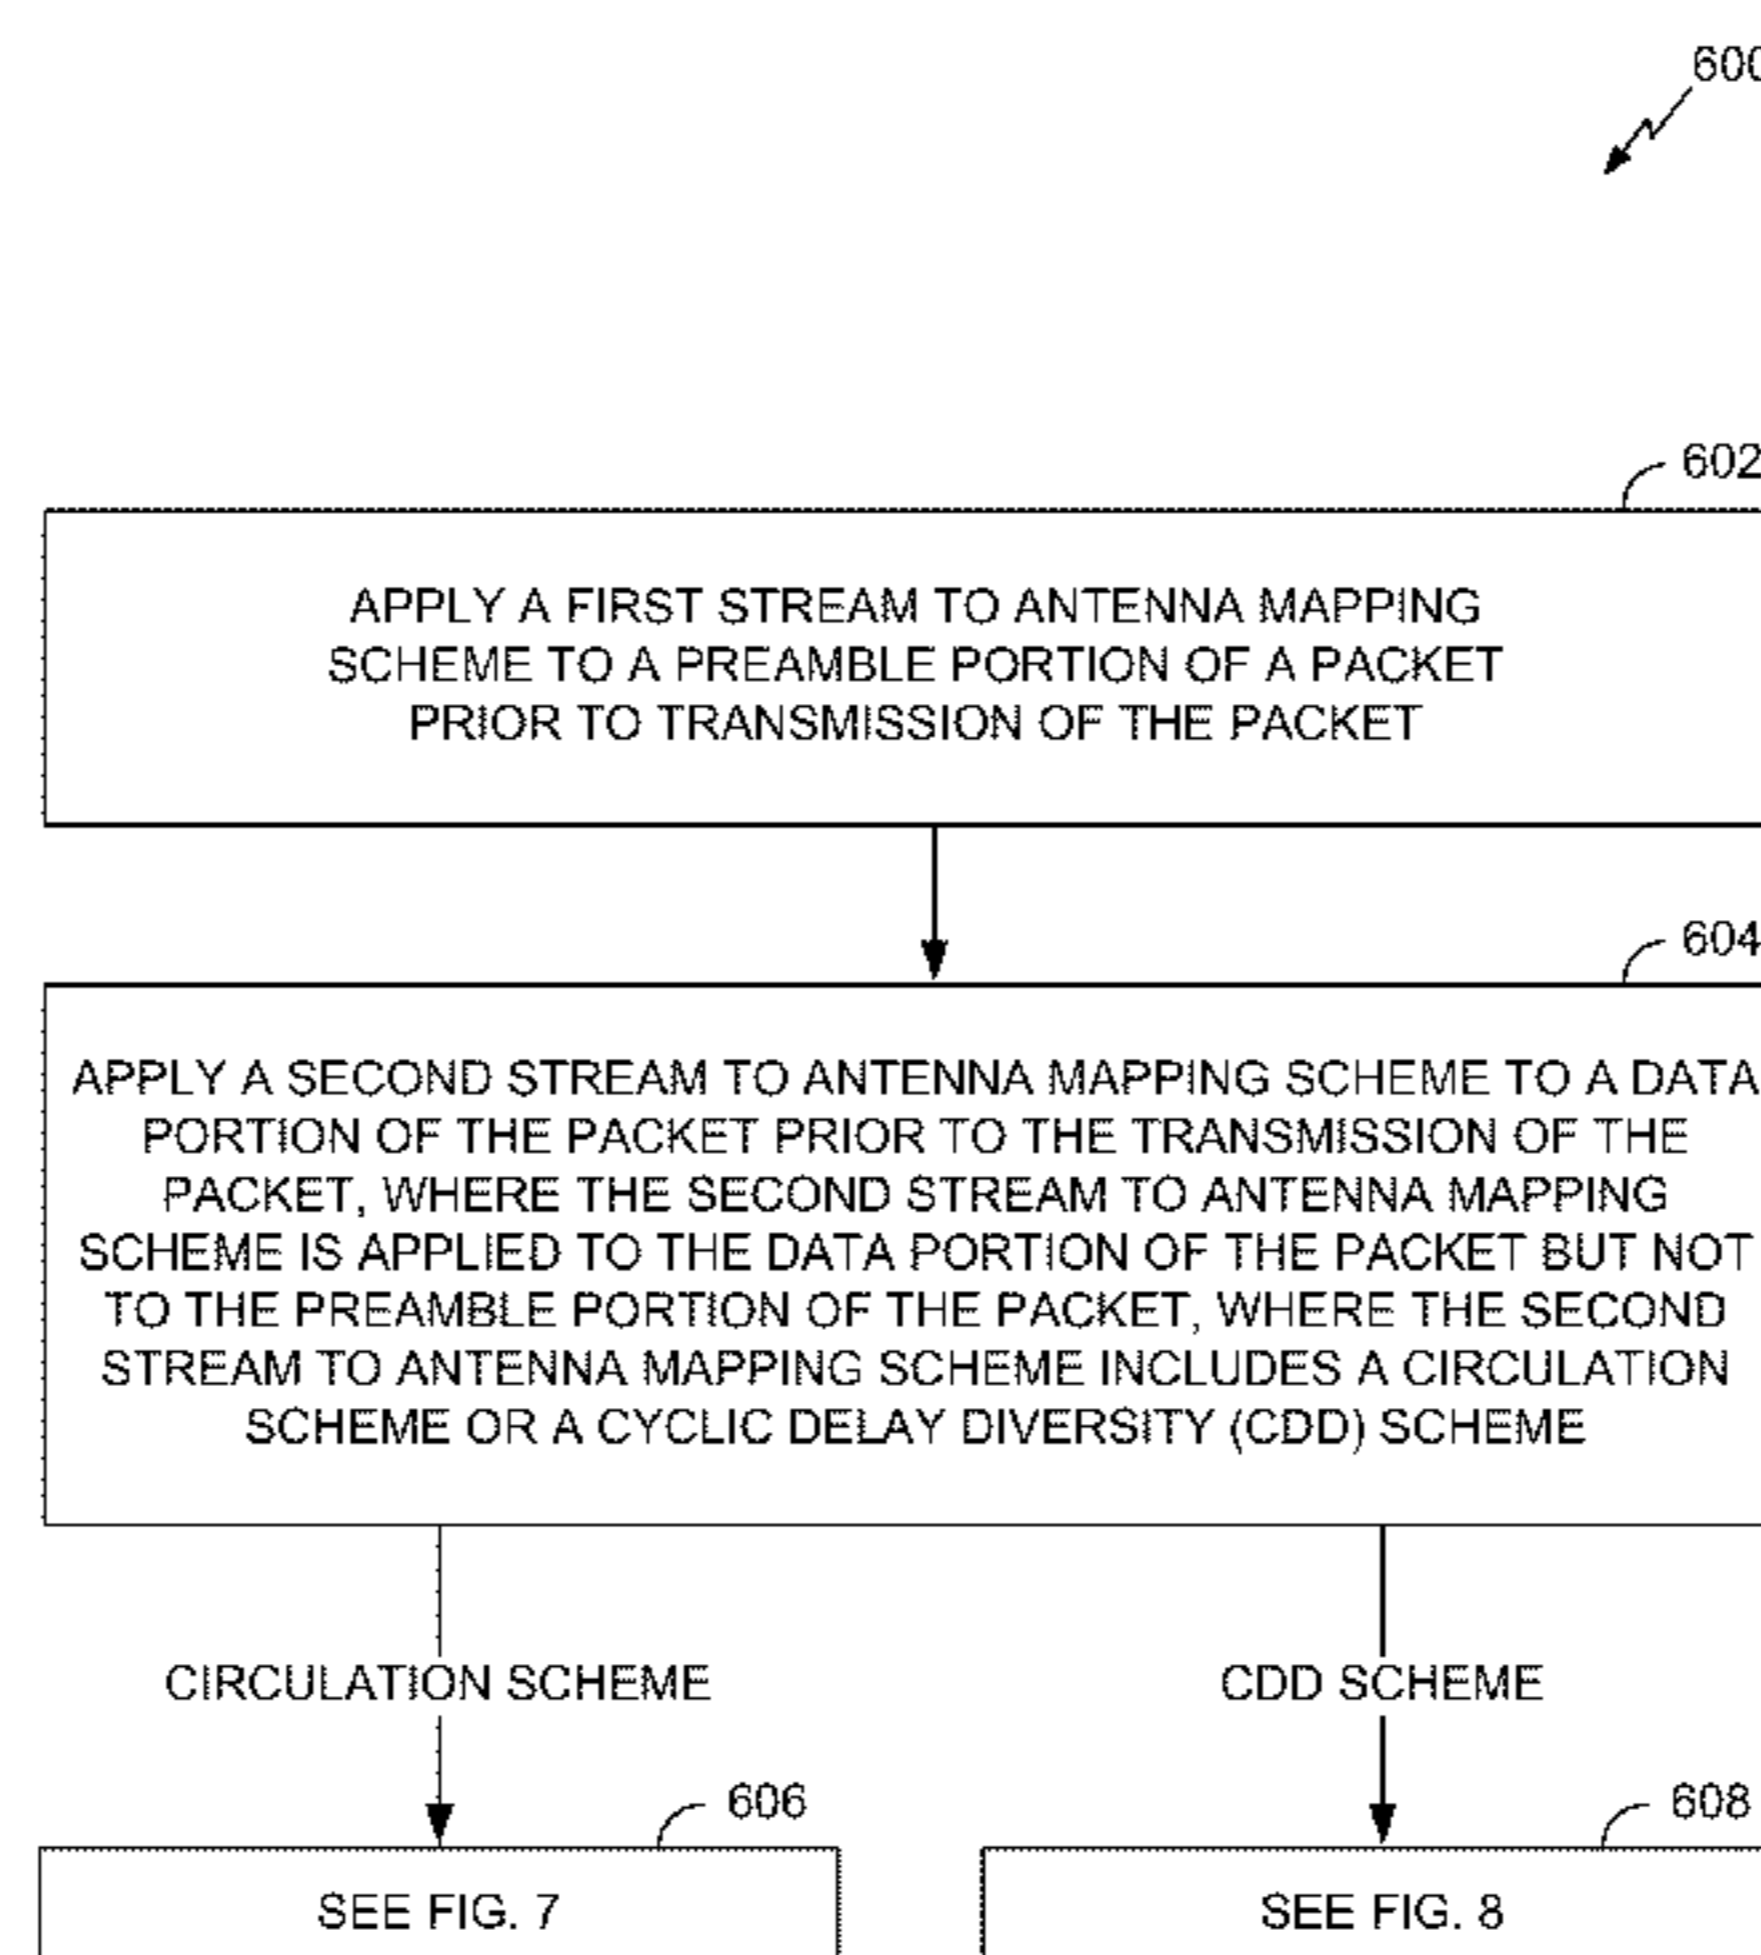 600
602
APPLY A FIRST STREAM TO ANTENNA MAPPING
SCHEME TO A PREAMBLE PORTION OF A PACKET
PRIOR TO TRANSMISSION OF THE PACKET
604
APPLY A SECOND STREAM TO ANTENNA MAPPING SCHEME TO A DATA
PORTION OF THE PACKET PRIOR TO THE TRANSMISSION OF THE
PACKET, WHERE THE SECOND STREAM TO ANTENNA MAPPING
SCHEME IS APPLIED TO THE DATA PORTION OF THE PACKET BUT NOT
TO THE PREAMBLE PORTION OF THE PACKET, WHERE THE SECOND
STREAM TO ANTENNA MAPPING SCHEME INCLUDES A CIRCULATION
SCHEME OR A CYCLIC DELAY DIVERSITY (CDD) SCHEME
CIRCULATION SCHEME
CDD SCHEME
606
608
SEE FIG. 7
SEE FIG. 8